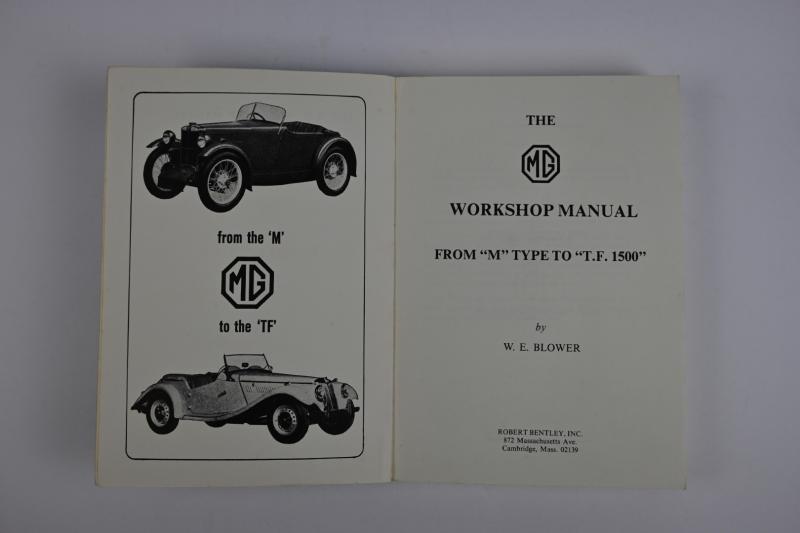 from the 'M'
MG
to the 'TF'
THE
MG
WORKSHOP MANUAL
FROM "M" TYPE TO "T.F. 1500"
by
W. E. BLOWER
ROBERT BENTLEY, INC.
872 Massachusetts Ave.
Cambridge, Mass. 02139